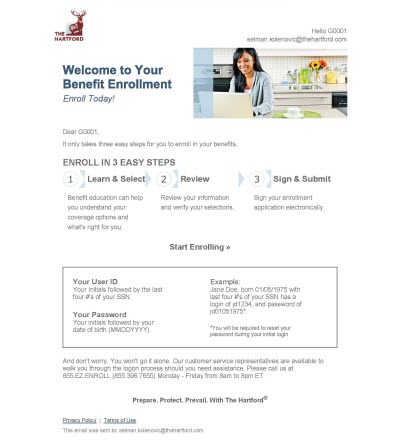 THE
HARTFORD
Hello G0001
selman.kolenovic@thehartford.com
Welcome to Your
Benefit Enrollment
Enroll Today!
Dear G0001,
It only takes three easy steps for you to enroll in your benefits.
ENROLL IN 3 EASY STEPS
1 Learn & Select 2 Review 3 Sign & Submit
Benefit education can help
you understand your
coverage options and
what's right for you.
Review your information
and verify your selections.
Sign your enrollment
application electronically.
Start Enrolling »
Your User ID
Your initials followed by the last
four #'s of your SSN.
Your Password
Your initials followed by your
date of birth (MMDDYYYY).
Example:
Jane Doe, born 01/05/1975 with
last four #'s of your SSN has a
login of jd1234, and password of
jd01051975*.
*You will be required to reset your
password during your initial login
And don't worry. You won't go it alone. Our customer service representatives are available to
walk you through the logon process should you need assistance. Please call us at
855.EZ.ENROLL (855.396.7655) Monday - Friday from 8am to 8pm ET.
Prepare. Protect. Prevail. With The Hartford®
Privacy Policy | Terms of Use
This email was sent to: selman.kolenovic@thehartford.com